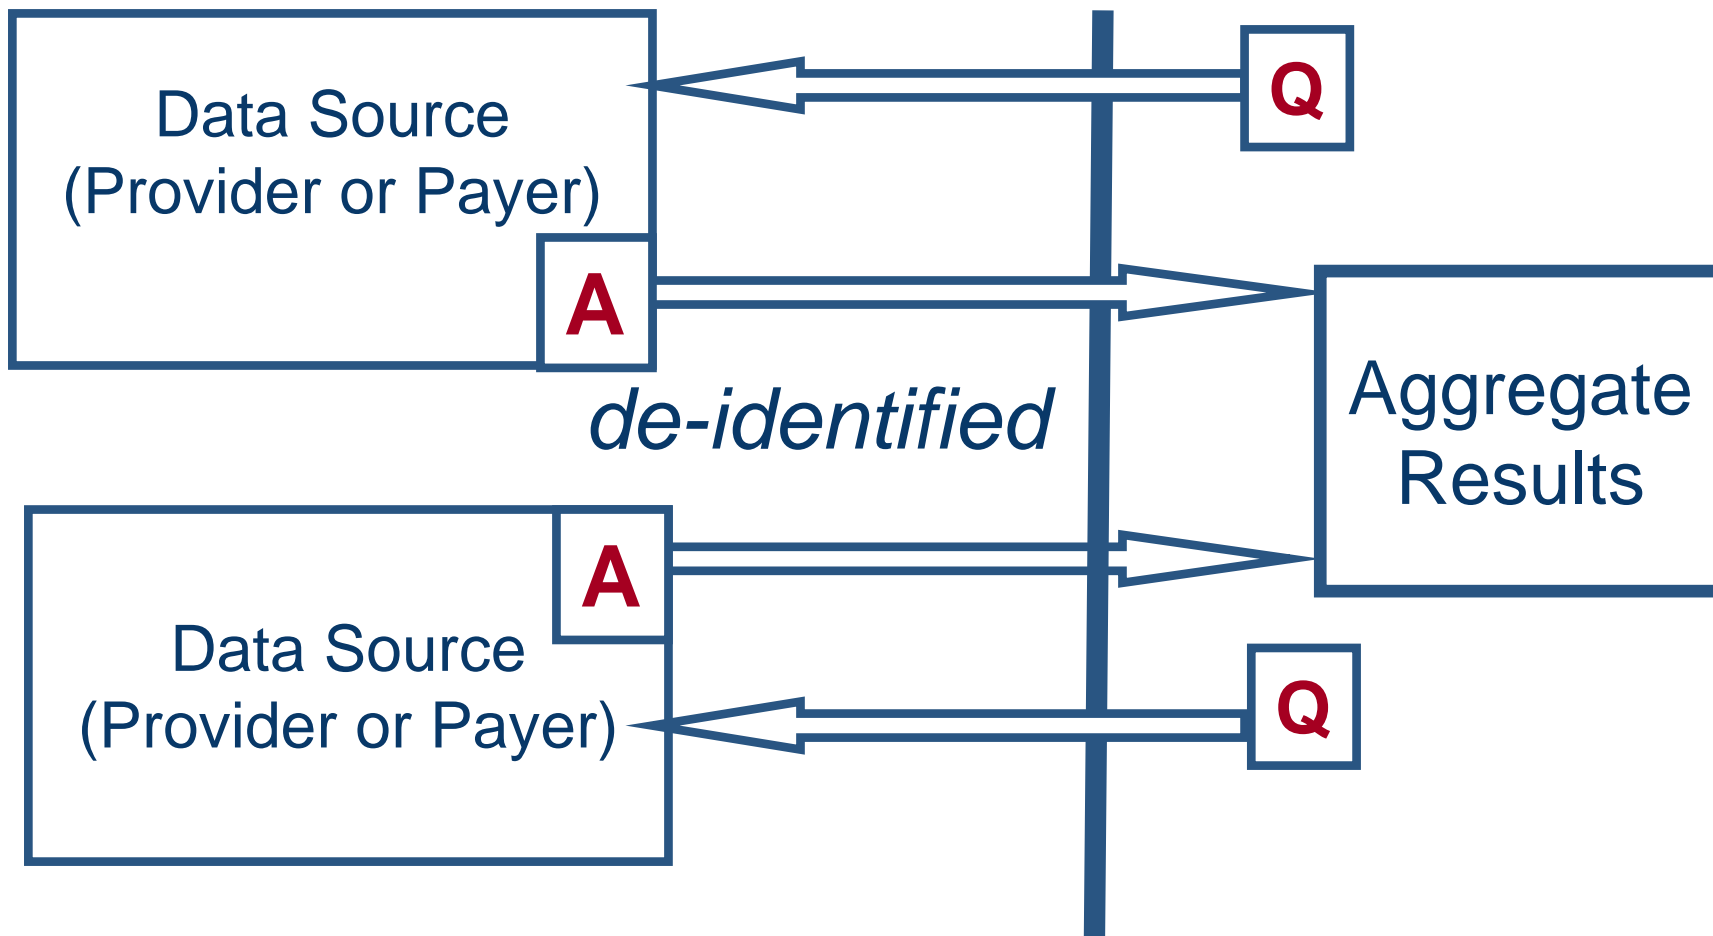 Data Source
(Provider or Payer)
Q
A
de-identified
Aggregate
Results
A
Data Source
(Provider or Payer)
Q